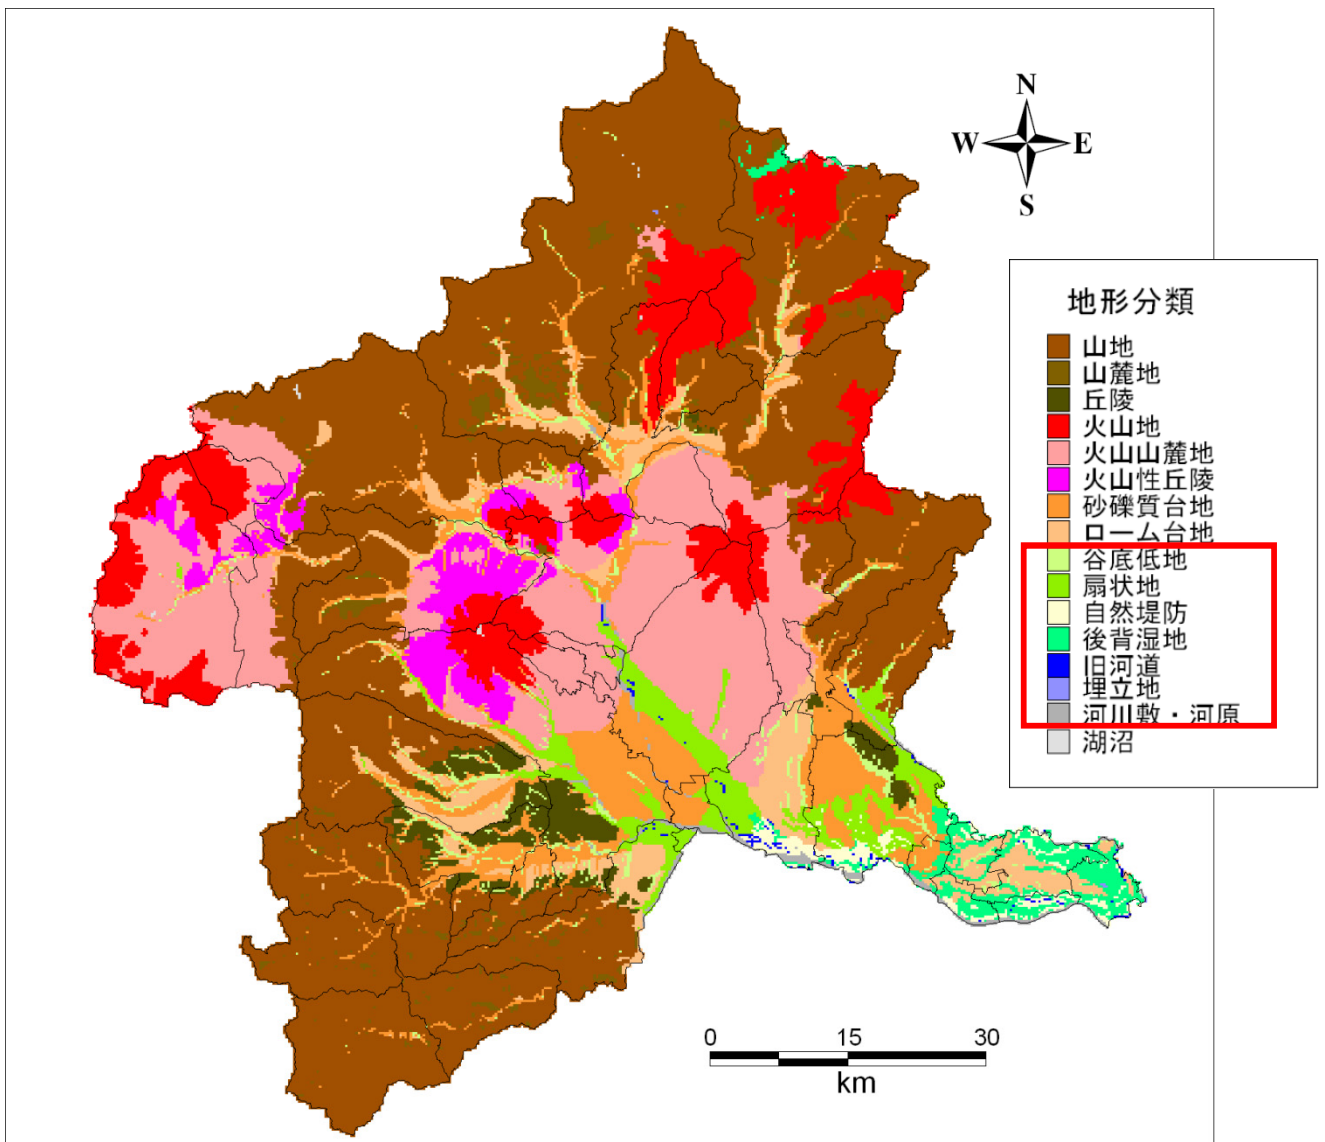 N
W E
S
地形分類
山地
山麓地
丘陵
火山地
火山山麓地
火山性丘陵
砂礫質台地
ローム台地
谷底低地
扇状地
自然堤防
後背湿地
旧河道
埋立地
河川敷・河原
湖沼
0 15 30
km